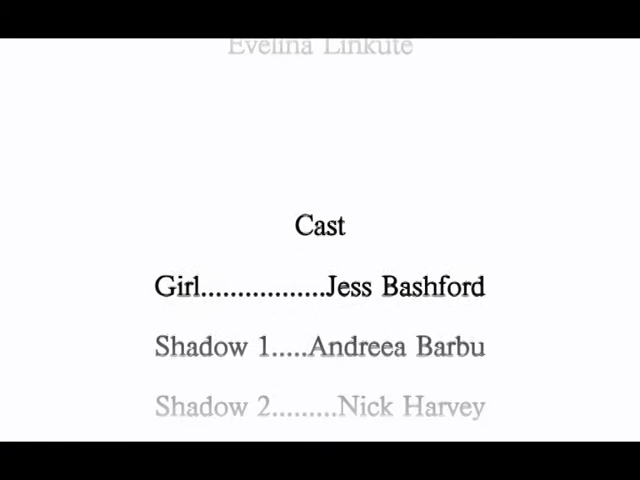 Evelina Linkute
Cast
Girl.................Jess Bashford
Shadow 1.....Andreea Barbu
Shadow 2.........Nick Harvey